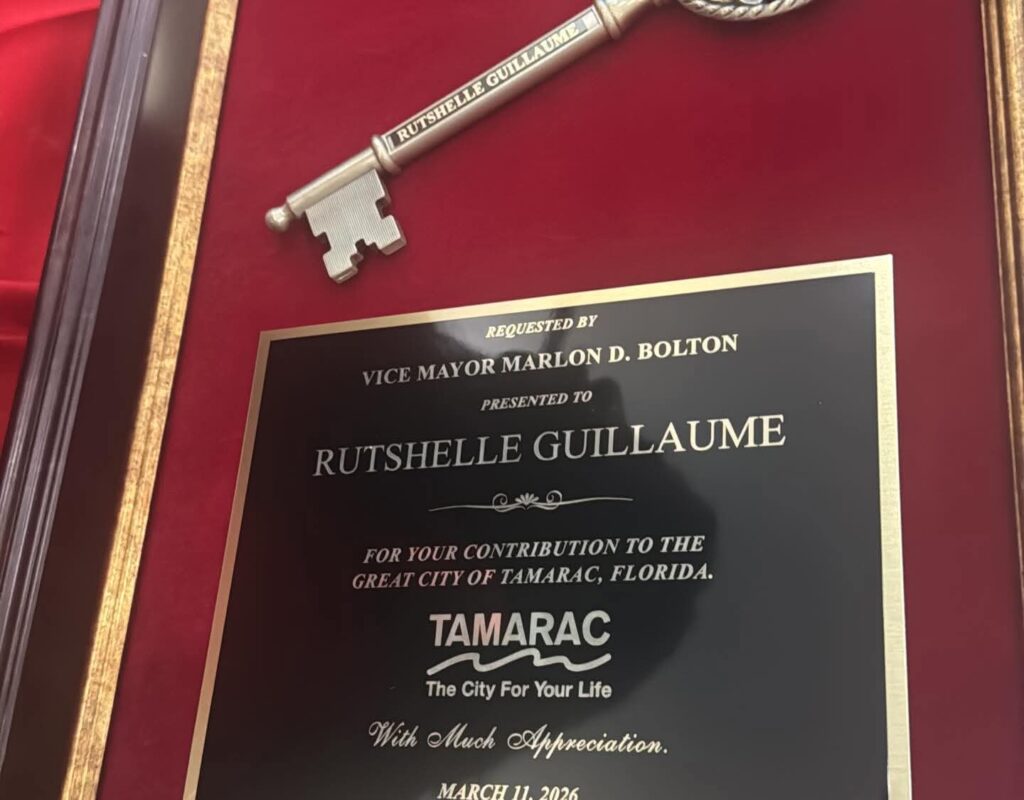 RUTSHELLE GUILLAUME
REQUESTED BY
VICE MAYOR MARLON D. BOLTON
PRESENTED TO
RUTSHELLE GUILLAUME
FOR YOUR CONTRIBUTION TO THE
GREAT CITY OF TAMARAC, FLORIDA.
TAMARAC
The City For Your Life
With Much Appreciation.
MARCH 11, 2026